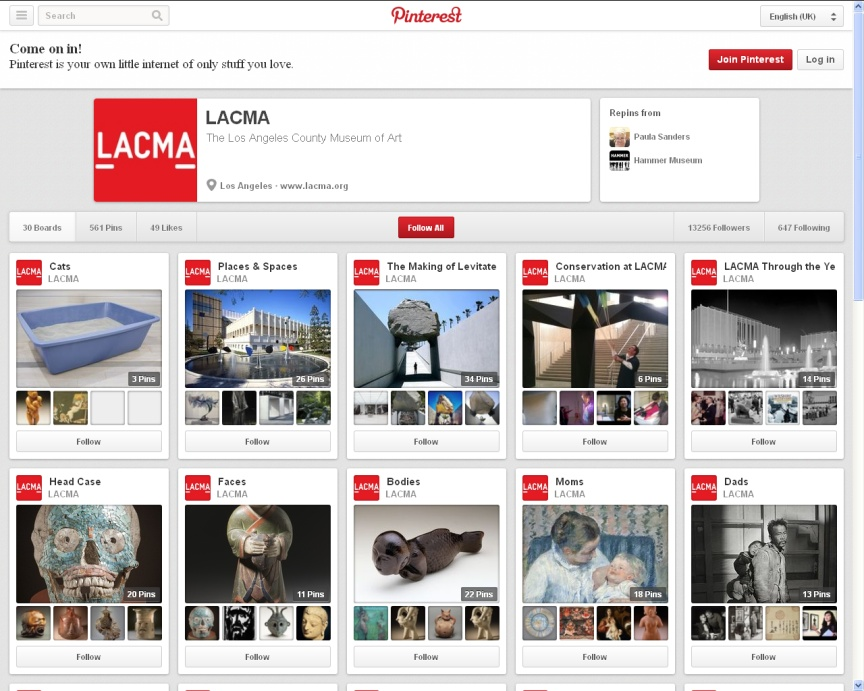 Search
Pinterest
English (UK)
Come on in!
Pinterest is your own little internet of only stuff you love.
Join Pinterest
Log in
LACMA
LACMA
The Los Angeles County Museum of Art
Los Angeles · www.lacma.org
Repins from
Paula Sanders
HAMMER
Hammer Museum
30 Boards
561 Pins
49 Likes
Follow All
13256 Followers
647 Following
LACMA
Cats
LACMA
3 Pins
Follow
LACMA
Places & Spaces
LACMA
26 Pins
Follow
LACMA
The Making of Levitate
LACMA
34 Pins
Follow
LACMA
Conservation at LACMA
LACMA
6 Pins
Follow
LACMA
LACMA Through the Ye
LACMA
14 Pins
Follow
LACMA
Head Case
LACMA
20 Pins
Follow
LACMA
Faces
LACMA
11 Pins
Follow
LACMA
Bodies
LACMA
22 Pins
Follow
LACMA
Moms
LACMA
18 Pins
Follow
LACMA
Dads
LACMA
13 Pins
Follow